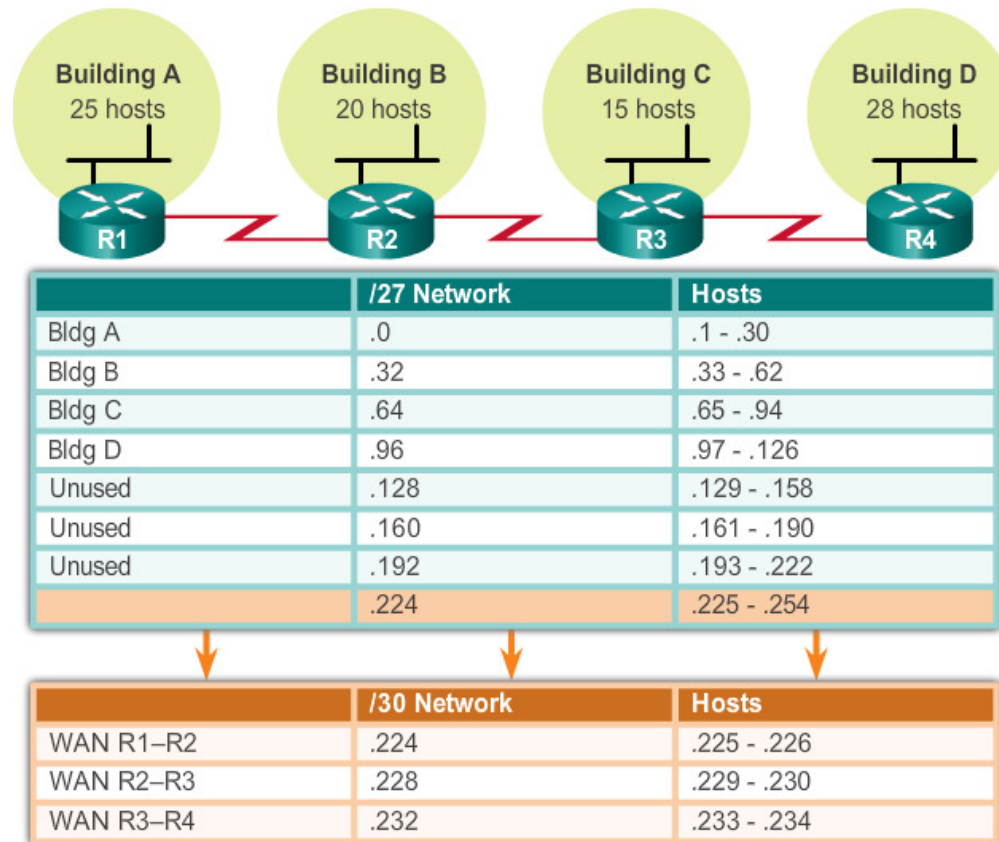 Building A Building B Building C Building D
25 hosts 20 hosts 15 hosts 28 hosts
R1 R2 R3 R4
/27 Network Hosts
Bldg A .0 .1 - .30
Bldg B .32 .33 - .62
Bldg C .64 .65 - .94
Bldg D .96 .97 - .126
Unused .128 .129 - .158
Unused .160 .161 - .190
Unused .192 .193 - .222
.224 .225 - .254
/30 Network Hosts
WAN R1–R2 .224 .225 - .226
WAN R2–R3 .228 .229 - .230
WAN R3–R4 .232 .233 - .234